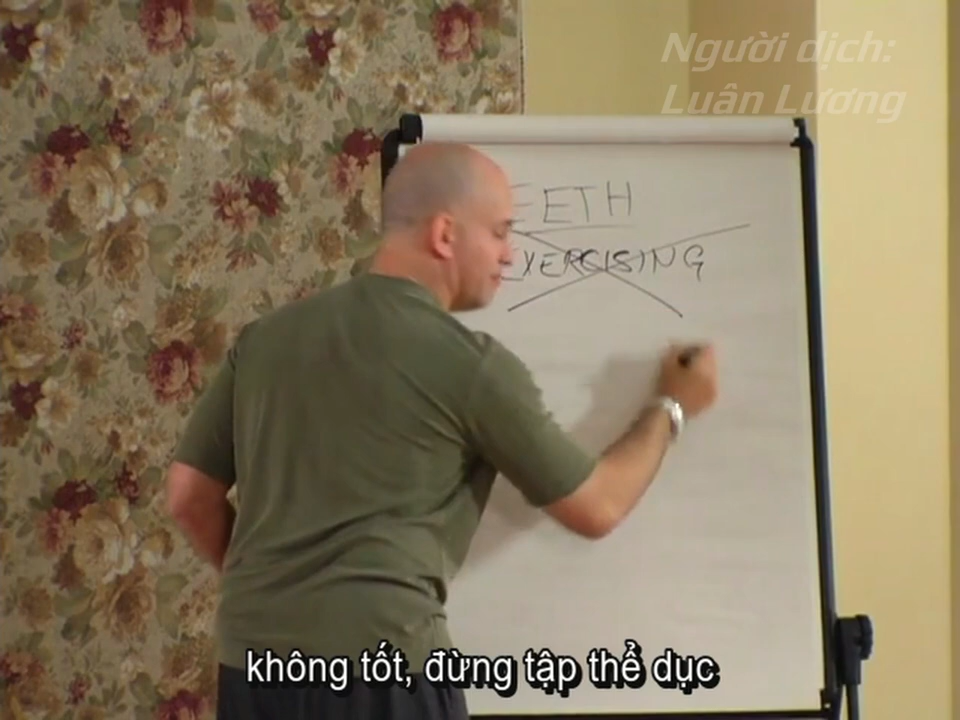 Người dịch:
Luân Lương
EETH
EXERCISING
không tốt, đừng tập thể dục